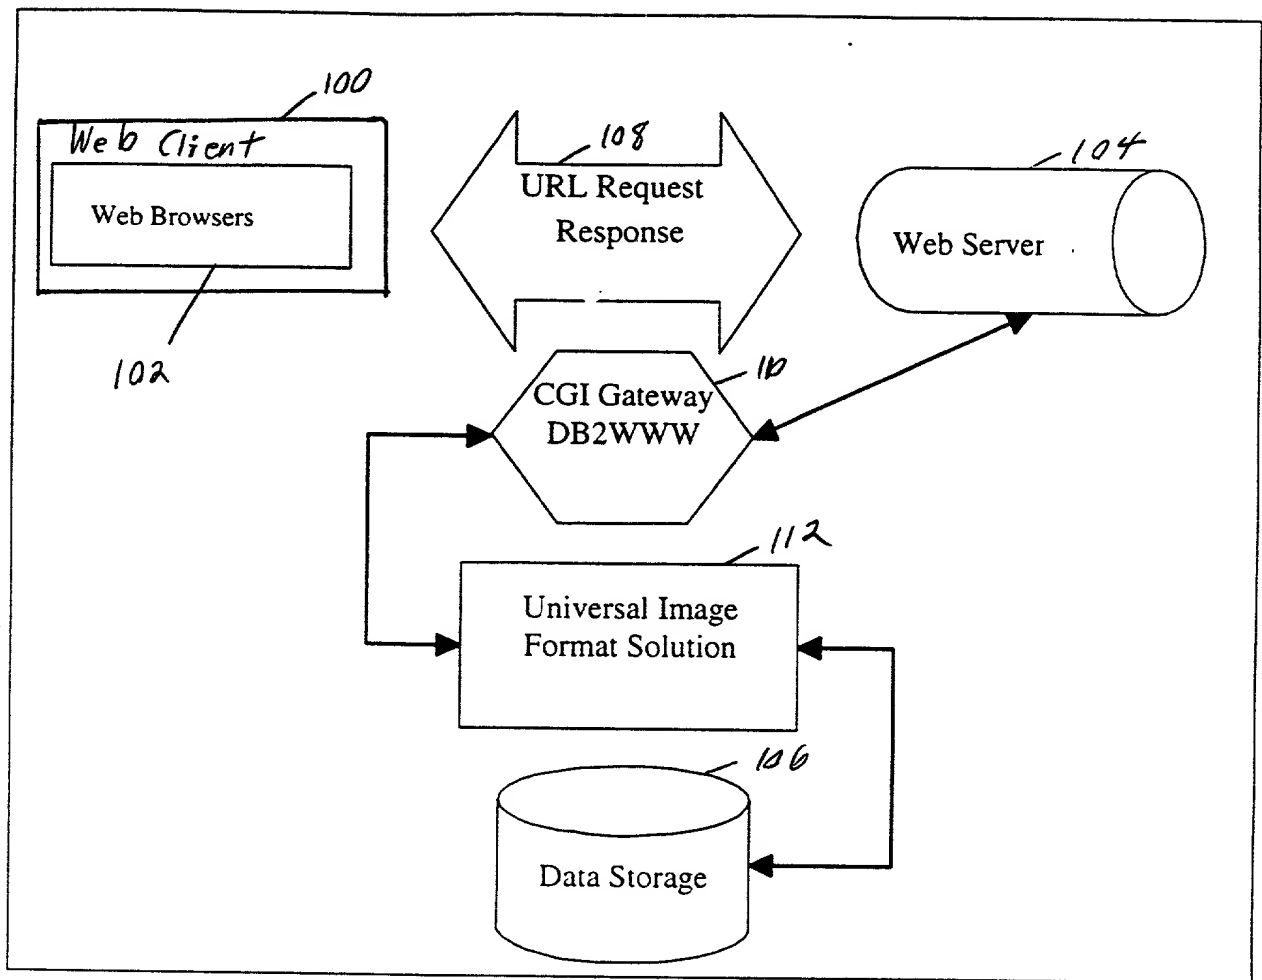 100
Web Client
Web Browsers
102
108
URL Request
Response
104
Web Server
CGI Gateway
DB2WWW
112
Universal Image
Format Solution
106
Data Storage